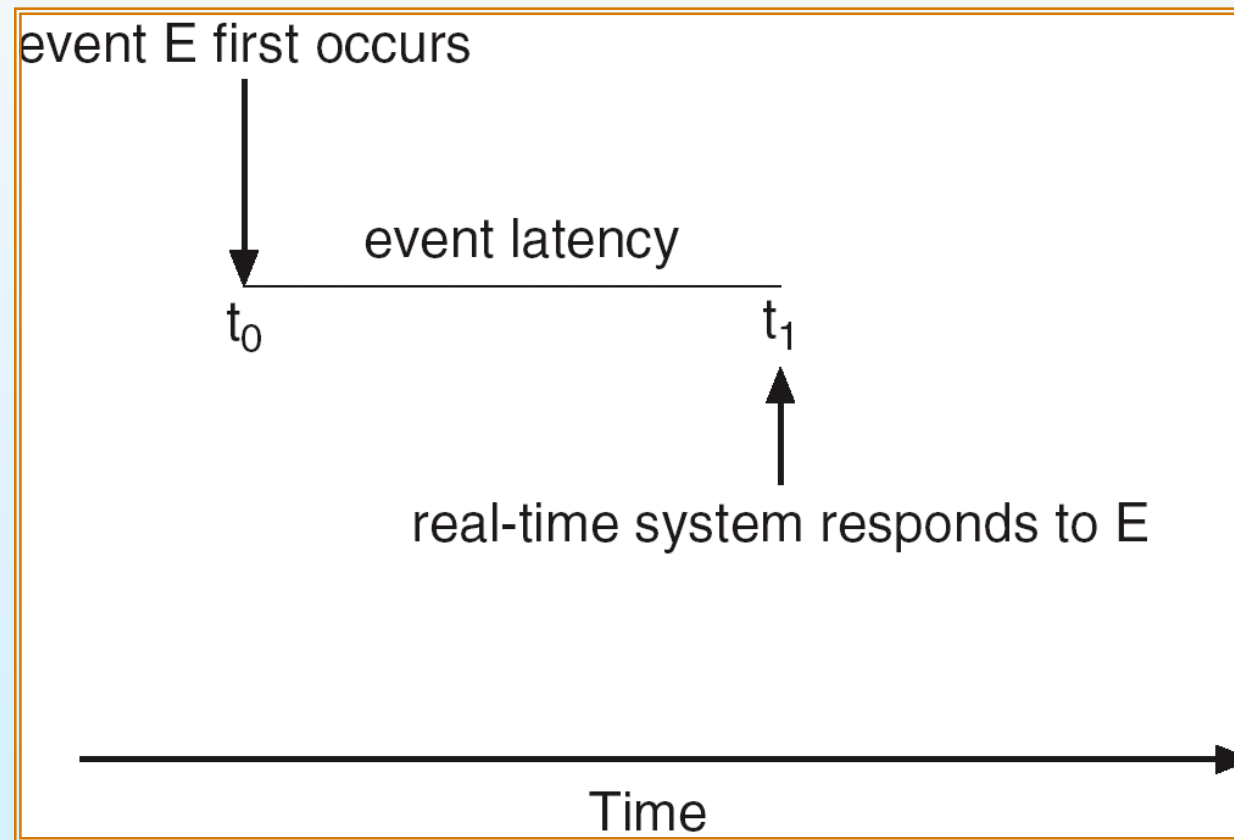 event E first occurs
event latency
t₀
t₁
real-time system responds to E
Time